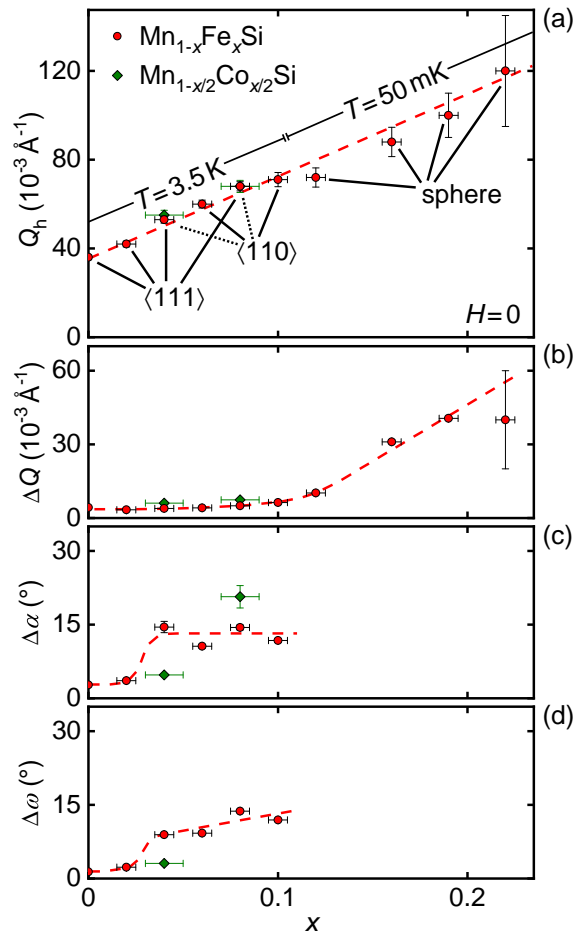 (a)
Mn1-xFexSi
Mn1-x/2Cox/2Si
T = 3.5 K
T = 50 mK
sphere
⟨110⟩
⟨111⟩
H = 0
Qh (10-3 Å-1)
120
80
40
0
(b)
ΔQ (10-3 Å-1)
60
30
0
(c)
Δα (°)
30
15
0
(d)
Δω (°)
30
15
0
0
0.1
0.2
x